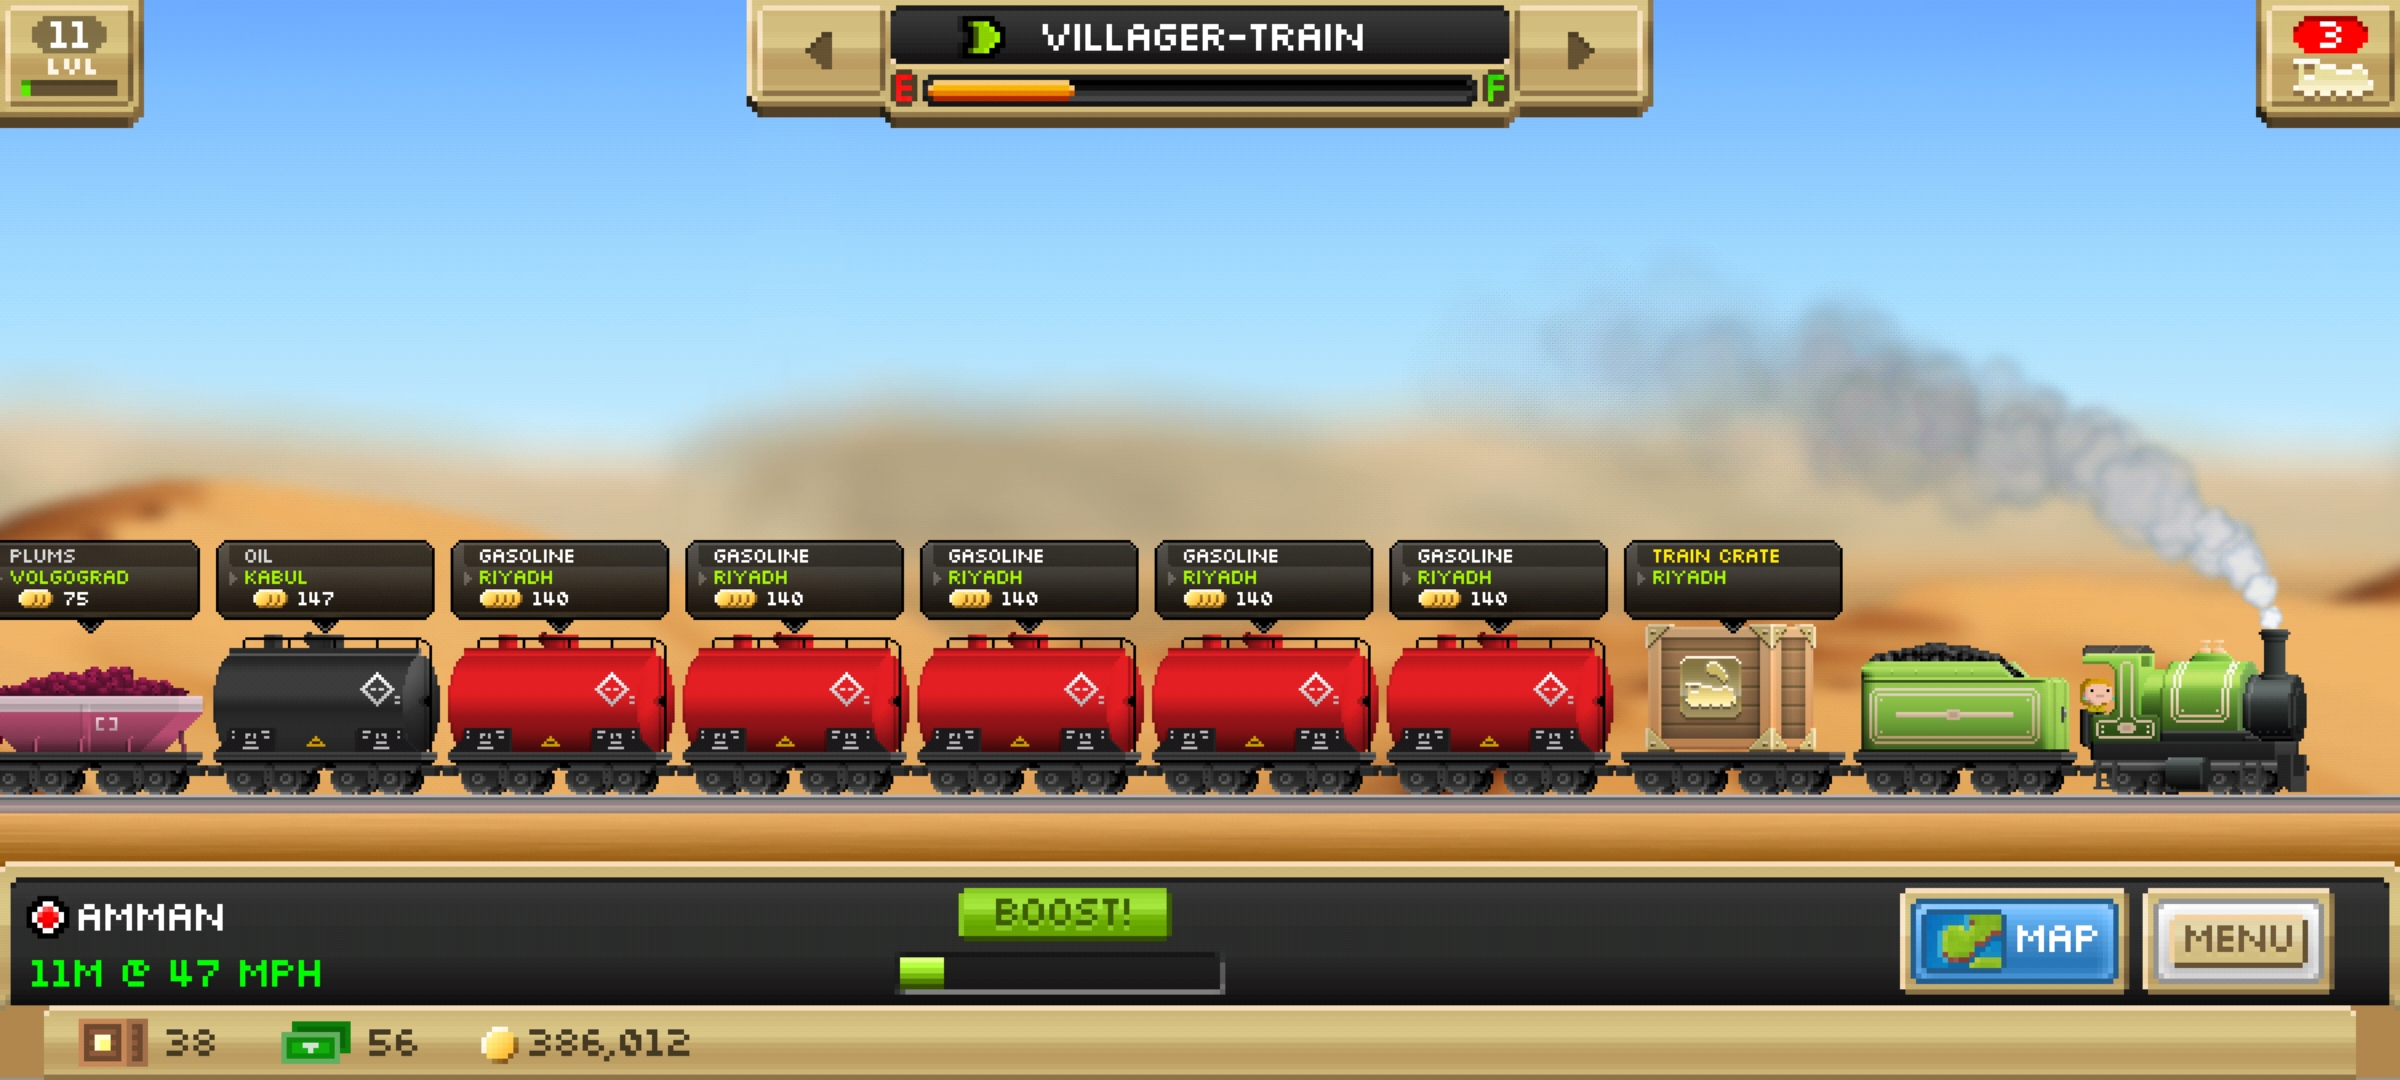 11
LVL
VILLAGER-TRAIN
E
F
3
PLUMS
VOLGOGRAD
75
OIL
KABUL
147
GASOLINE
RIYADH
140
GASOLINE
RIYADH
140
GASOLINE
RIYADH
140
GASOLINE
RIYADH
140
GASOLINE
RIYADH
140
TRAIN CRATE
RIYADH
AMMAN
11M @ 47 MPH
BOOST!
MAP
MENU
38
56
386,012